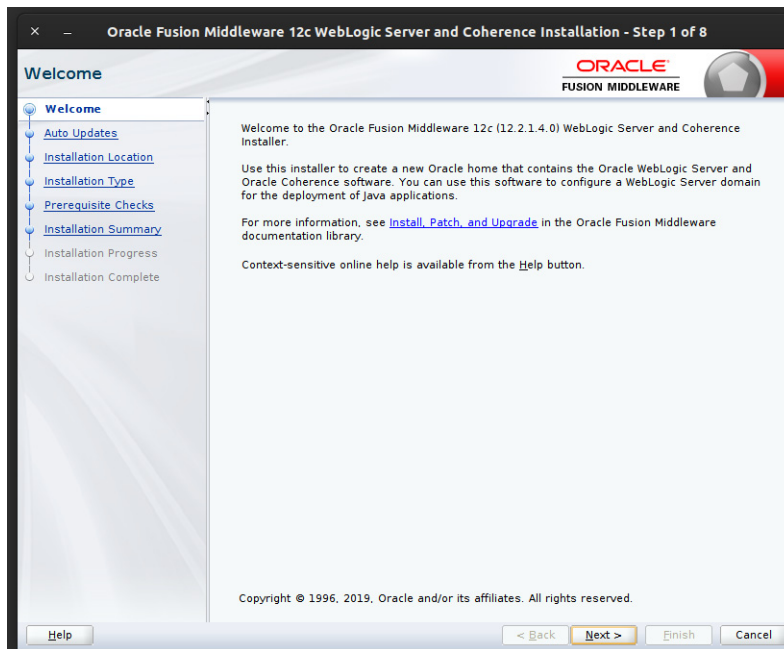 Oracle Fusion Middleware 12c WebLogic Server and Coherence Installation - Step 1 of 8
Welcome
ORACLE
FUSION MIDDLEWARE
Welcome
Auto Updates
Installation Location
Installation Type
Prerequisite Checks
Installation Summary
Installation Progress
Installation Complete
Welcome to the Oracle Fusion Middleware 12c (12.2.1.4.0) WebLogic Server and Coherence
Installer.
Use this installer to create a new Oracle home that contains the Oracle WebLogic Server and
Oracle Coherence software. You can use this software to configure a WebLogic Server domain
for the deployment of Java applications.
For more information, see Install, Patch, and Upgrade in the Oracle Fusion Middleware
documentation library.
Context-sensitive online help is available from the Help button.
Copyright © 1996, 2019, Oracle and/or its affiliates. All rights reserved.
Help
< Back
Next >
Finish
Cancel